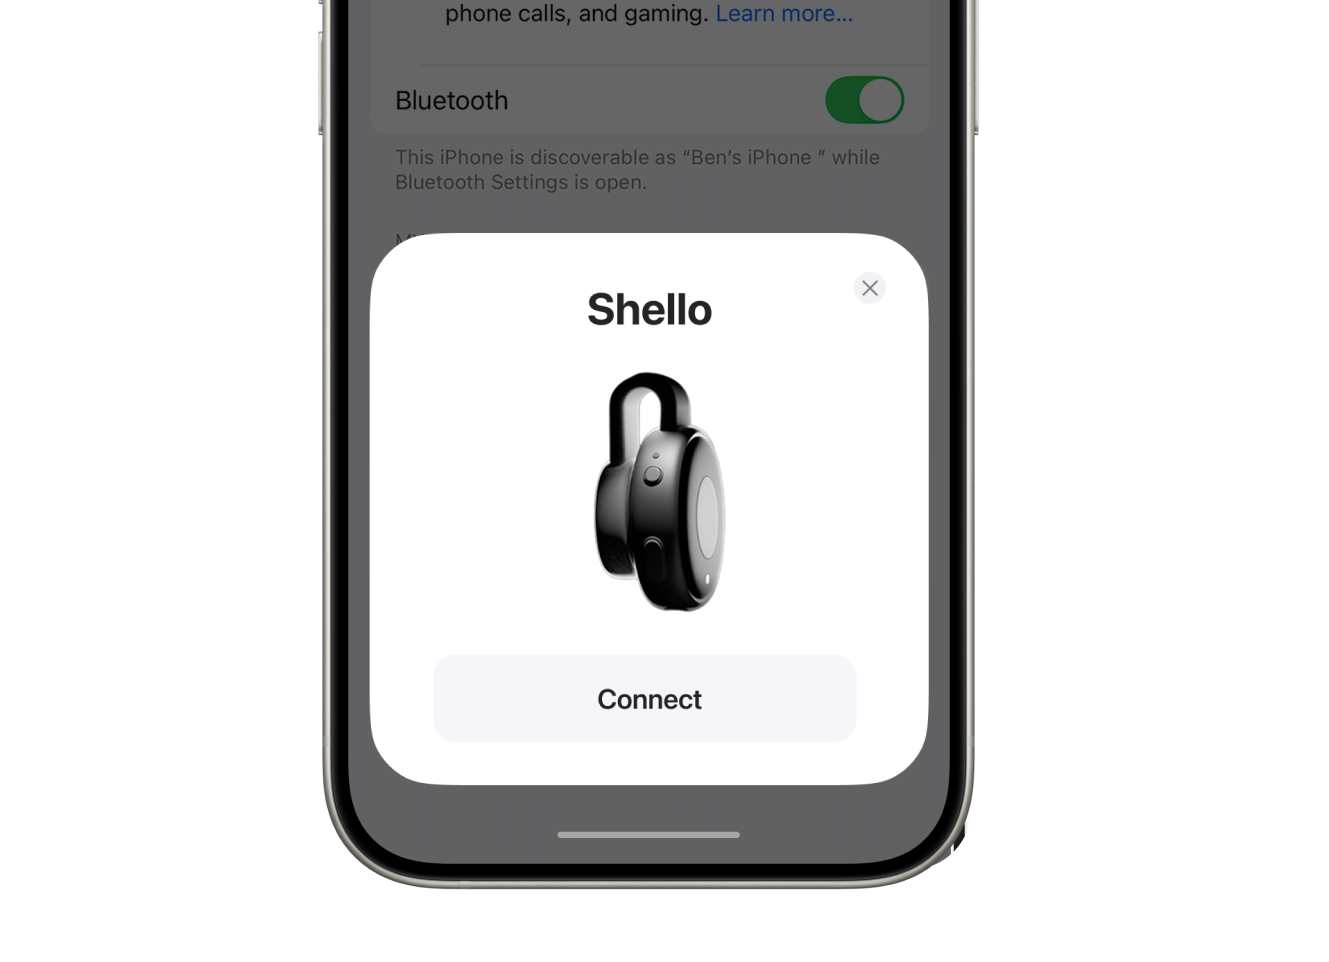 phone calls, and gaming. Learn more...
Bluetooth
This iPhone is discoverable as “Ben’s iPhone ” while
Bluetooth Settings is open.
Shello
Connect